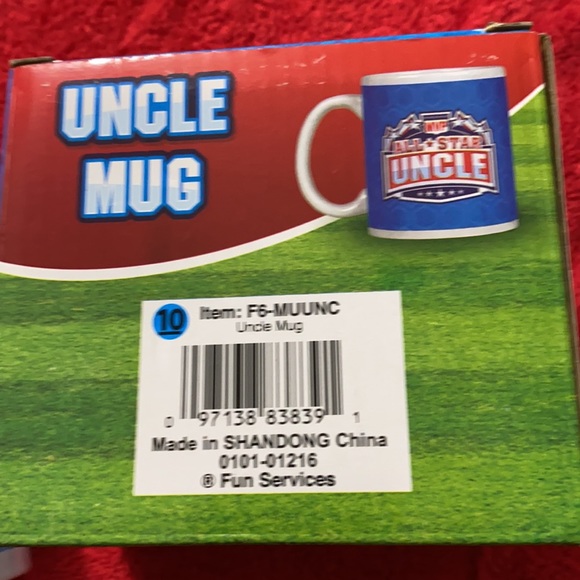 UNCLE
MUG
MVP
ALL★STAR
UNCLE
10
Item: F6-MUUNC
Uncle Mug
0 97138 83839 1
Made in SHANDONG China
0101-01216
® Fun Services